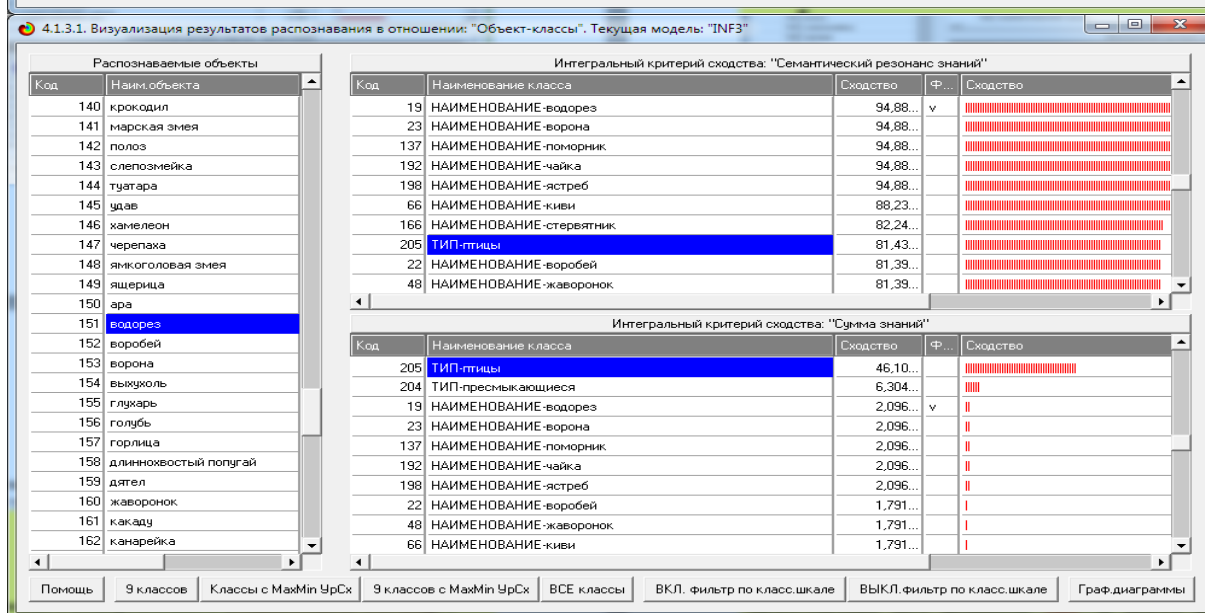 4.1.3.1. Визуализация результатов распознавания в отношении: "Объект-классы". Текущая модель: "INF3"
Распознаваемые объекты
Код Наим.объекта
140 крокодил
141 марская змея
142 полоз
143 слепозмейка
144 туатара
145 удав
146 хамелеон
147 черепаха
148 ямкоголовая змея
149 ящерица
150 ара
151 водорез
152 воробей
153 ворона
154 выхухоль
155 глухарь
156 голубь
157 горлица
158 длиннохвостый попугай
159 дятел
160 жаворонок
161 какаду
162 канарейка
Интегральный критерий сходства: "Семантический резонанс знаний"
Код Наименование класса Сходство Ф... Сходство
19 НАИМЕНОВАНИЕ-водорез 94,88... v
23 НАИМЕНОВАНИЕ-ворона 94,88...
137 НАИМЕНОВАНИЕ-поморник 94,88...
192 НАИМЕНОВАНИЕ-чайка 94,88...
198 НАИМЕНОВАНИЕ-ястреб 94,88...
66 НАИМЕНОВАНИЕ-киви 88,23...
166 НАИМЕНОВАНИЕ-стервятник 82,24...
205 ТИП-птицы 81,43...
22 НАИМЕНОВАНИЕ-воробей 81,39...
48 НАИМЕНОВАНИЕ-жаворонок 81,39...
Интегральный критерий сходства: "Сумма знаний"
Код Наименование класса Сходство Ф... Сходство
205 ТИП-птицы 46,10...
204 ТИП-пресмыкающиеся 6,304...
19 НАИМЕНОВАНИЕ-водорез 2,096... v
23 НАИМЕНОВАНИЕ-ворона 2,096...
137 НАИМЕНОВАНИЕ-поморник 2,096...
192 НАИМЕНОВАНИЕ-чайка 2,096...
198 НАИМЕНОВАНИЕ-ястреб 2,096...
22 НАИМЕНОВАНИЕ-воробей 1,791...
48 НАИМЕНОВАНИЕ-жаворонок 1,791...
66 НАИМЕНОВАНИЕ-киви 1,791...
Помощь 9 классов Классы с MaxMin УрСх 9 классов с MaxMin УрСх ВСЕ классы ВКЛ. фильтр по класс.шкале ВЫКЛ.фильтр по класс.шкале Граф.диаграммы